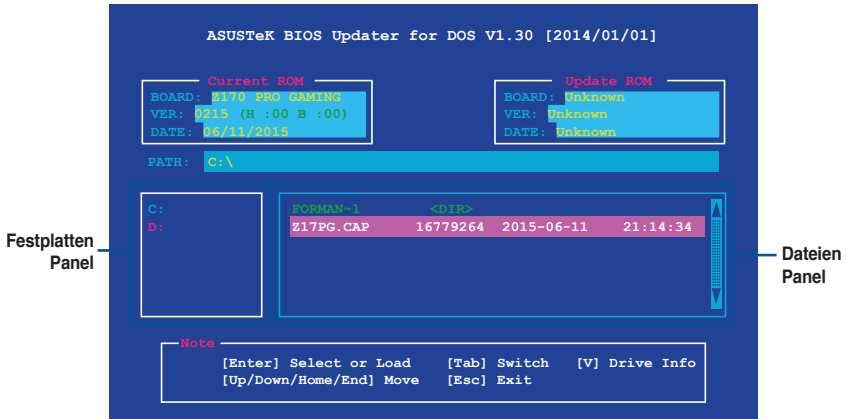 ASUSTeK BIOS Updater for DOS V1.30 [2014/01/01]
Current ROM
BOARD: Z170 PRO GAMING
VER: 0215 (H :00 B :00)
DATE: 06/11/2015
Update ROM
BOARD: Unknown
VER: Unknown
DATE: Unknown
PATH: C:\
C:
D:
FORMAN~1 <DIR>
Z17PG.CAP 16779264 2015-06-11 21:14:34
Festplatten
Panel
Dateien
Panel
Note
[Enter] Select or Load [Tab] Switch [V] Drive Info
[Up/Down/Home/End] Move [Esc] Exit